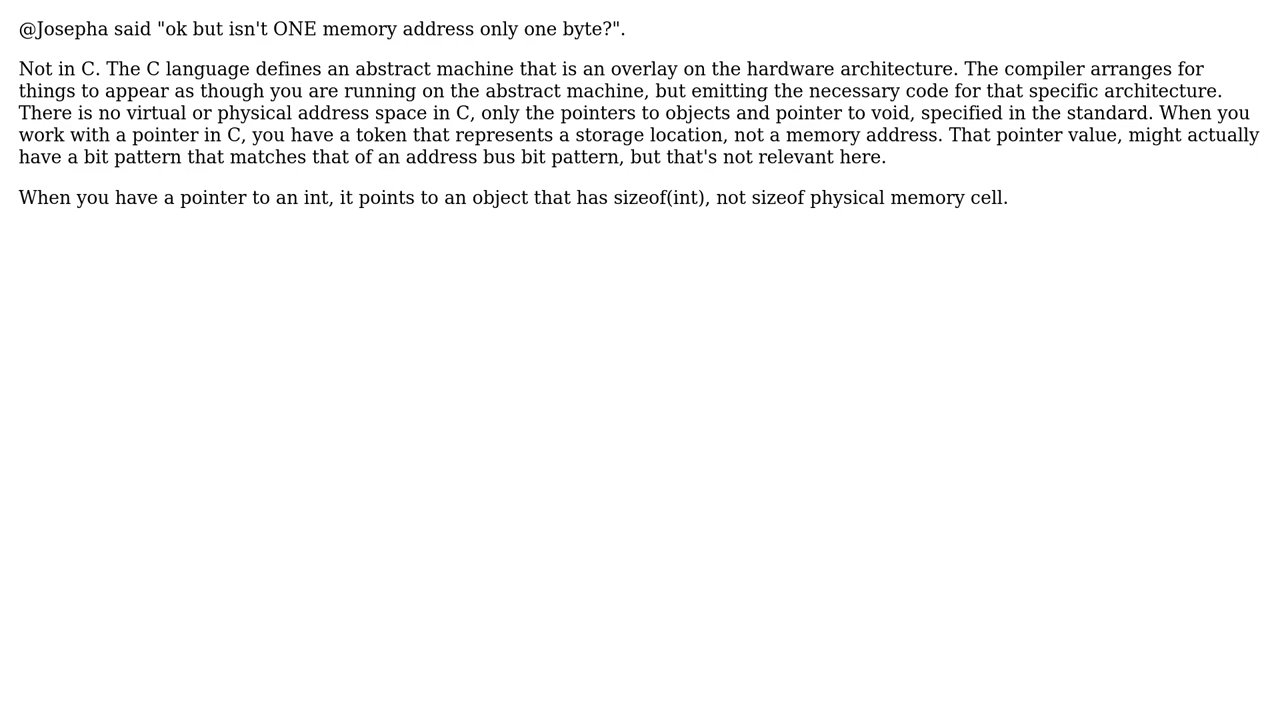 @Josepha said "ok but isn't ONE memory address only one byte?".
Not in C. The C language defines an abstract machine that is an overlay on the hardware architecture. The compiler arranges for
things to appear as though you are running on the abstract machine, but emitting the necessary code for that specific architecture.
There is no virtual or physical address space in C, only the pointers to objects and pointer to void, specified in the standard. When you
work with a pointer in C, you have a token that represents a storage location, not a memory address. That pointer value, might actually
have a bit pattern that matches that of an address bus bit pattern, but that's not relevant here.
When you have a pointer to an int, it points to an object that has sizeof(int), not sizeof physical memory cell.